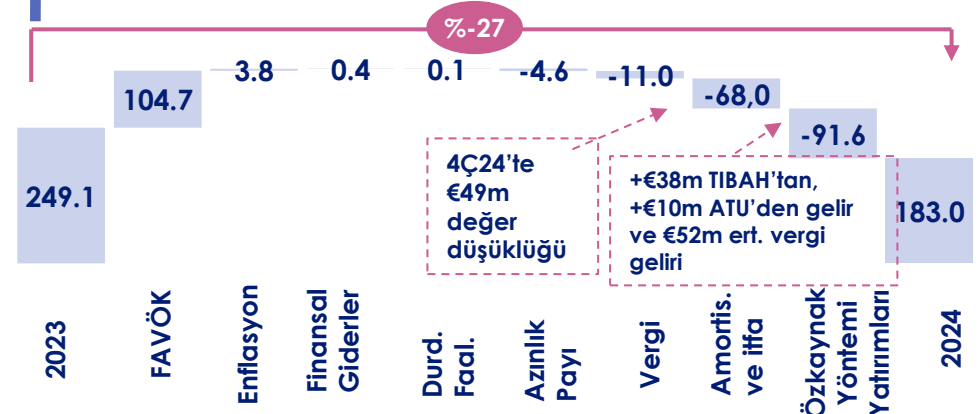 %-27
249.1
104.7
3.8
0.4
0.1
-4.6
-11.0
-68,0
-91.6
183.0
4Ç24’te
€49m
değer
düşüklüğü
+€38m TIBAH’tan,
+€10m ATU’den gelir
ve €52m ert. vergi
geliri
2023
FAVÖK
Enflasyon
Finansal
Giderler
Durd.
Faal.
Azınlık
Payı
Vergi
Amortis.
ve itfa
Özkaynak
Yöntemi
Yatırımları
2024